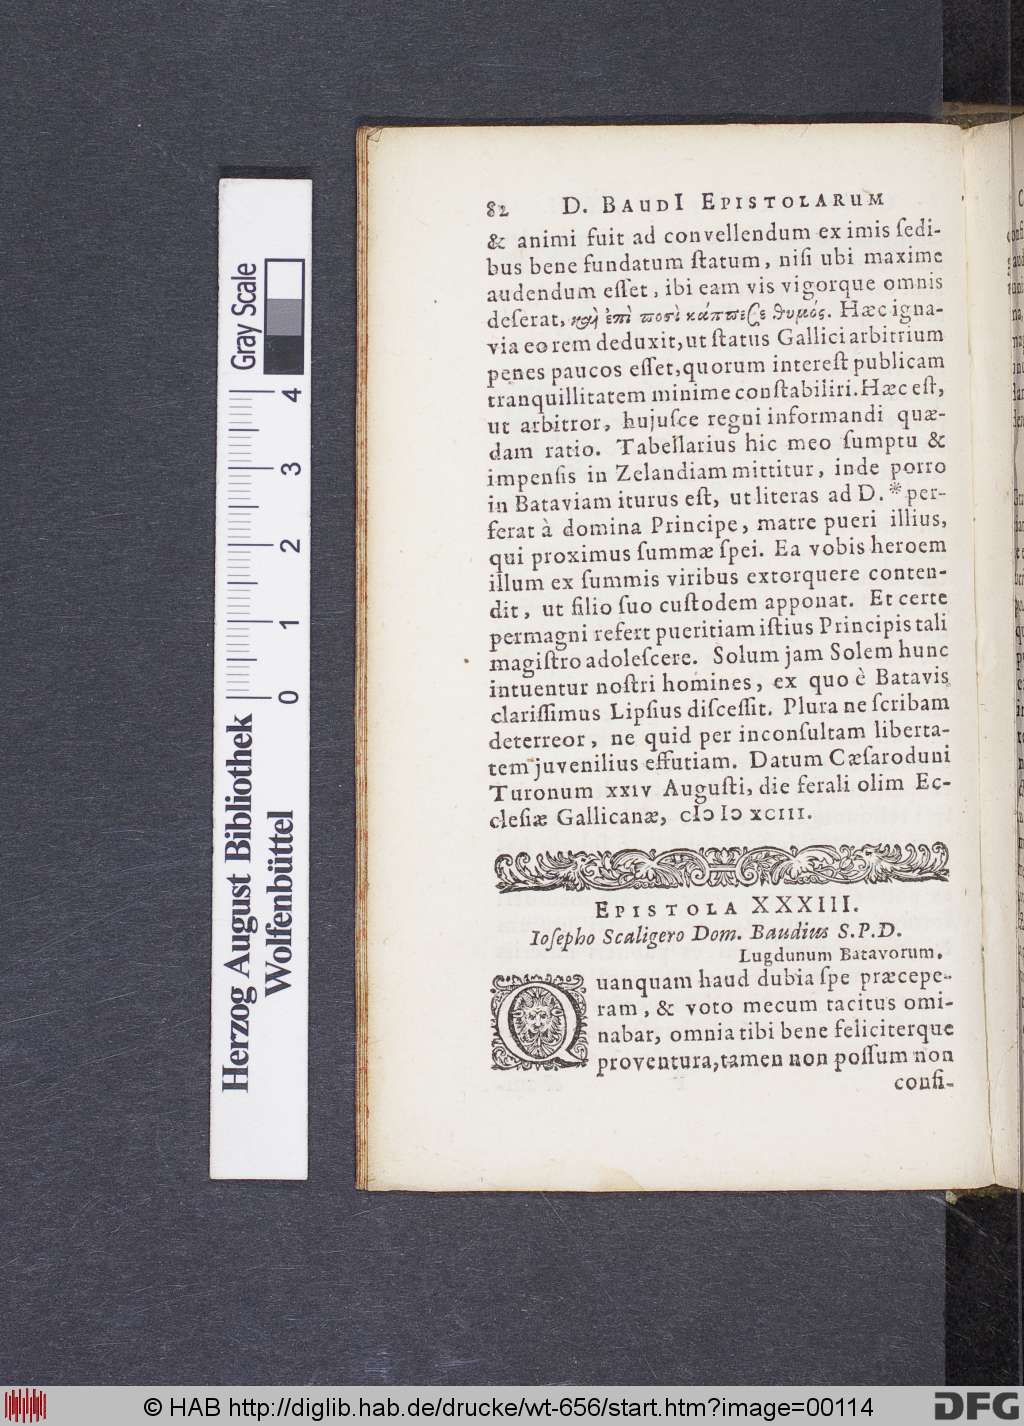 82 D. BAUDI EPISTOLARUM
& animi fuit ad convellendum ex imis ſedi-
bus bene fundatum ſtatum, niſi ubi maxime
audendum eſſet, ibi eam vis vigorque omnis
deſerat, καὶ ἐπὶ ποσὶ κάππεσε θυμός. Hæc igna-
via eo rem deduxit, ut ſtatus Gallici arbitrium
penes paucos eſſet, quorum intereſt publicam
tranquillitatem minime conſtabiliri. Hæc eſt,
ut arbitror, hujuſce regni informandi quæ-
dam ratio. Tabellarius hic meo ſumptu &
impenſis in Zelandiam mittitur, inde porro
in Bataviam iturus eſt, ut literas ad D. * per-
ferat à domina Principe, matre pueri illius,
qui proximus ſummæ ſpei. Ea vobis heroem
illum ex ſummis viribus extorquere conten-
dit, ut filio ſuo cuſtodem apponat. Et certe
permagni refert pueritiam iſtius Principis tali
magiſtro adoleſcere. Solum jam Solem hunc
intuentur noſtri homines, ex quo è Batavis
clariſſimus Lipſius diſceſſit. Plura ne ſcribam
deterreor, ne quid per inconſultam liberta-
tem juvenilius effutiam. Datum Cæſaroduni
Turonum XXIV Auguſti, die ferali olim Ec-
cleſiæ Gallicanæ, cIↄ Iↄ XCIII.
EPISTOLA XXXIII.
Ioſepho Scaligero Dom. Baudius S.P.D.
Lugdunum Batavorum.
Quanquam haud dubia ſpe præcepe-
ram, & voto mecum tacitus omi-
nabar, omnia tibi bene feliciterque
proventura, tamen non poſſum non
conſi-
Gray Scale
4
3
2
1
0
Herzog August Bibliothek
Wolfenbüttel
© HAB http://diglib.hab.de/drucke/wt-656/start.htm?image=00114
DFG